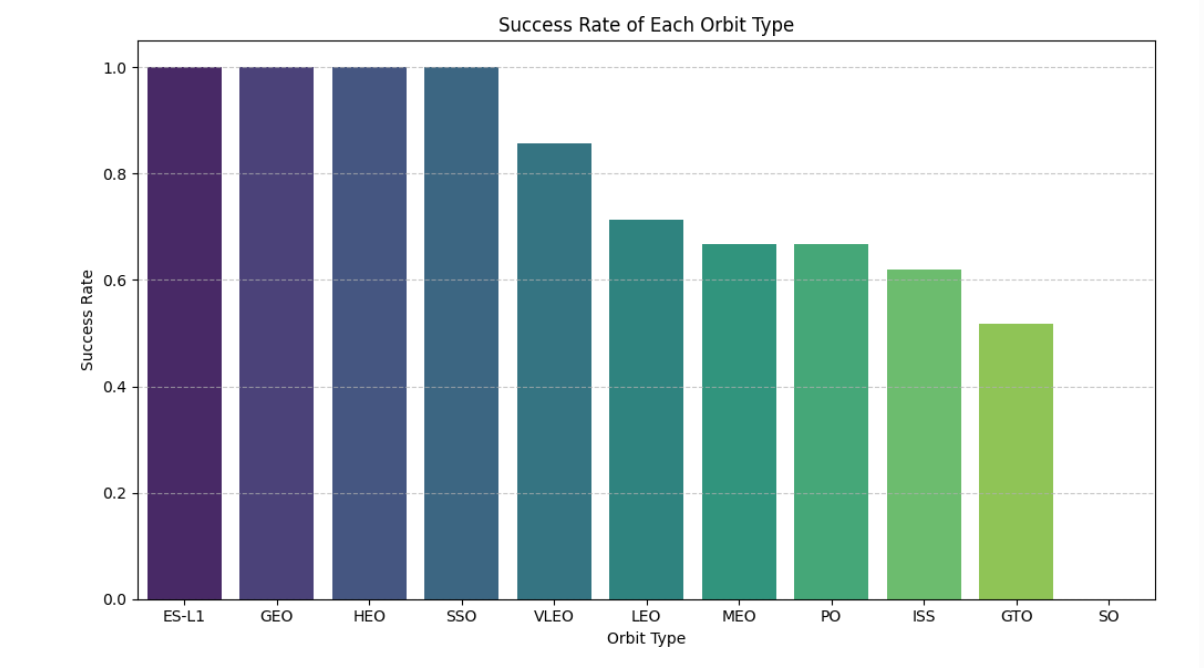 Success Rate of Each Orbit Type
1.0
0.8
0.6
0.4
0.2
0.0
Success Rate
ES-L1 GEO HEO SSO VLEO LEO MEO PO ISS GTO SO
Orbit Type